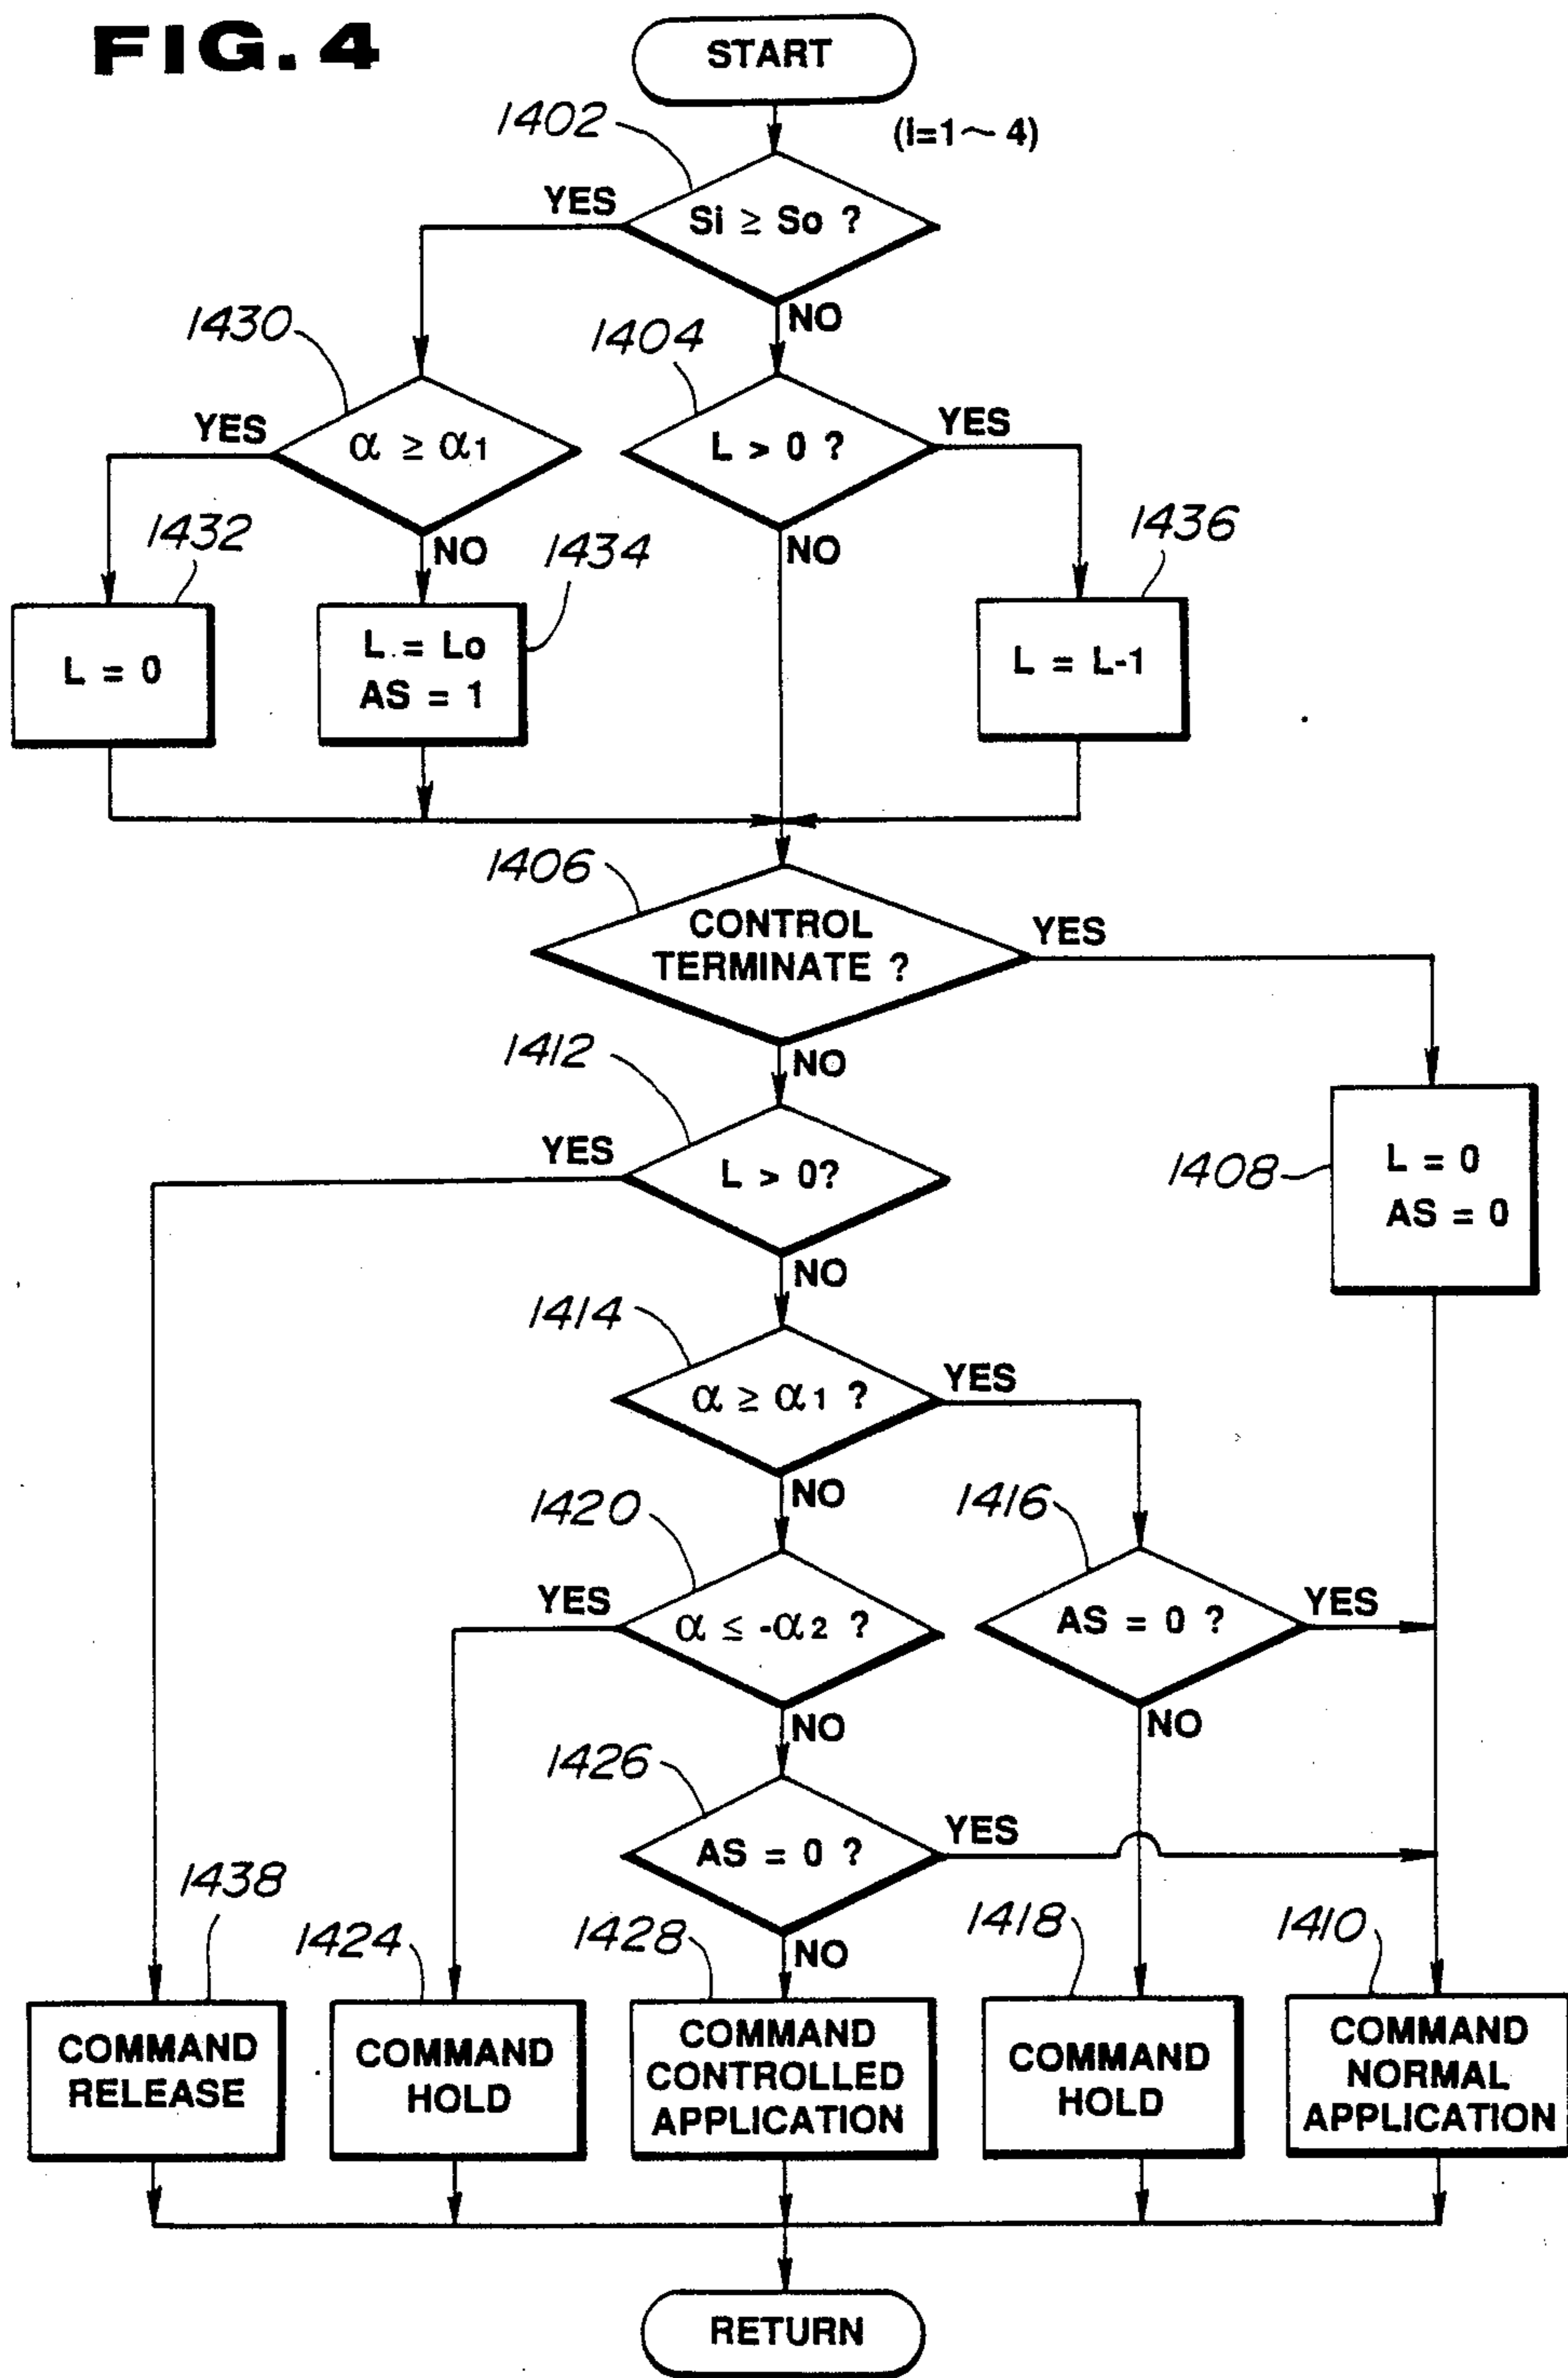 FIG. 4
START
(i=1~4)
1402
YES
Si ≥ So ?
NO
1430
1404
YES
α ≥ α1
YES
L > 0 ?
1432
NO
1434
NO
1436
L = 0
L = Lo
AS = 1
L = L-1
1406
CONTROL
TERMINATE ?
YES
1412
NO
YES
L > 0?
1408
L = 0
AS = 0
NO
1414
α ≥ α1 ?
YES
NO
1420
1416
YES
α ≤ -α2 ?
AS = 0 ?
YES
NO
NO
1426
AS = 0 ?
YES
1438
1424
NO
1428
1418
1410
COMMAND
RELEASE
COMMAND
HOLD
COMMAND
CONTROLLED
APPLICATION
COMMAND
HOLD
COMMAND
NORMAL
APPLICATION
RETURN